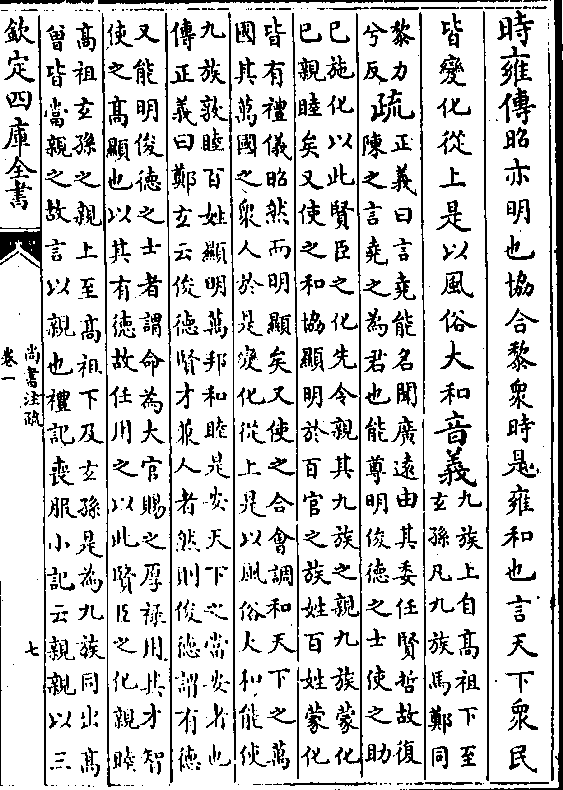 時雍傳昭亦明也協合黎衆時是雍和也言天下衆民
皆變化從上是以風俗大和音義九族上自高祖下至
玄孫凡九族馬鄭同
黎力
兮反疏正義曰言堯能名聞廣遠由其委任賢哲故復
陳之言堯之為君也能尊明俊德之士使之助
已施化以此賢臣之化先令親其九族之親九族蒙化
已親睦矣又使之和協顯明於百官之族姓百姓蒙化
皆有禮儀昭然而明顯矣又使之合會調和天下之萬
國其萬國之衆人於是變化從上是以風俗大和能使
九族敦睦百姓顯明萬邦和睦是安天下之當安者也
傳正義曰鄭玄云俊德賢才兼人者然則俊德謂有德
又能明俊德之士者謂命為大官賜之厚祿用其才智
使之高顯也以其有德故任用之以此賢臣之化親睦
高祖玄孫之親上至高祖下及玄孫是為九族同出髙
曾皆當親之故言以親也禮記喪服小記云親親以三
欽定四庫全書
尚書注疏
卷一
七